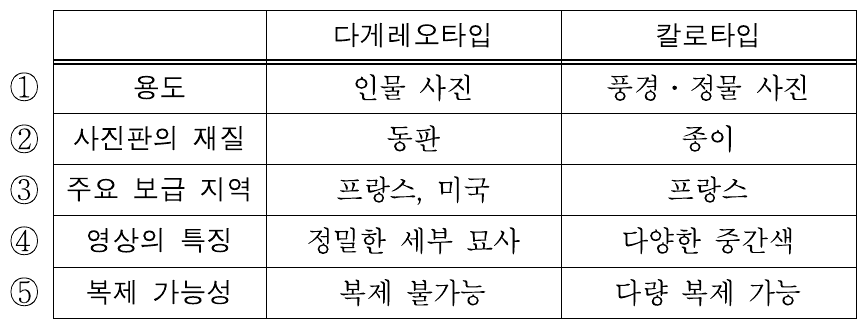 다게레오타입 칼로타입
① 용도 인물 사진 풍경·정물 사진
② 사진판의 재질 동판 종이
③ 주요 보급 지역 프랑스, 미국 프랑스
④ 영상의 특징 정밀한 세부 묘사 다양한 중간색
⑤ 복제 가능성 복제 불가능 다량 복제 가능